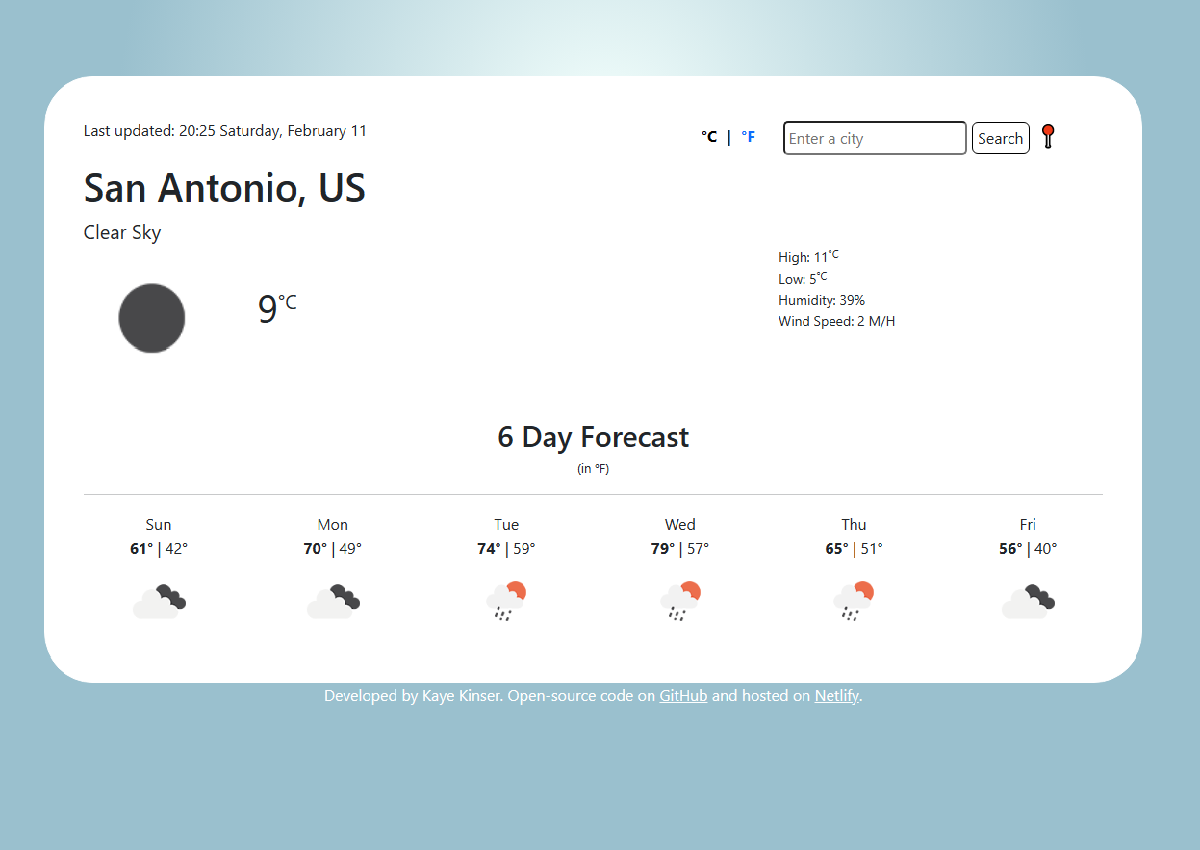 Last updated: 20:25 Saturday, February 11
°C | °F
Enter a city
Search
San Antonio, US
Clear Sky
9°C
High: 11°C
Low: 5°C
Humidity: 39%
Wind Speed: 2 M/H
6 Day Forecast
(in °F)
Sun Mon Tue Wed Thu Fri
61° | 42° 70° | 49° 74° | 59° 79° | 57° 65° | 51° 56° | 40°
Developed by Kaye Kinser. Open-source code on GitHub and hosted on Netlify.